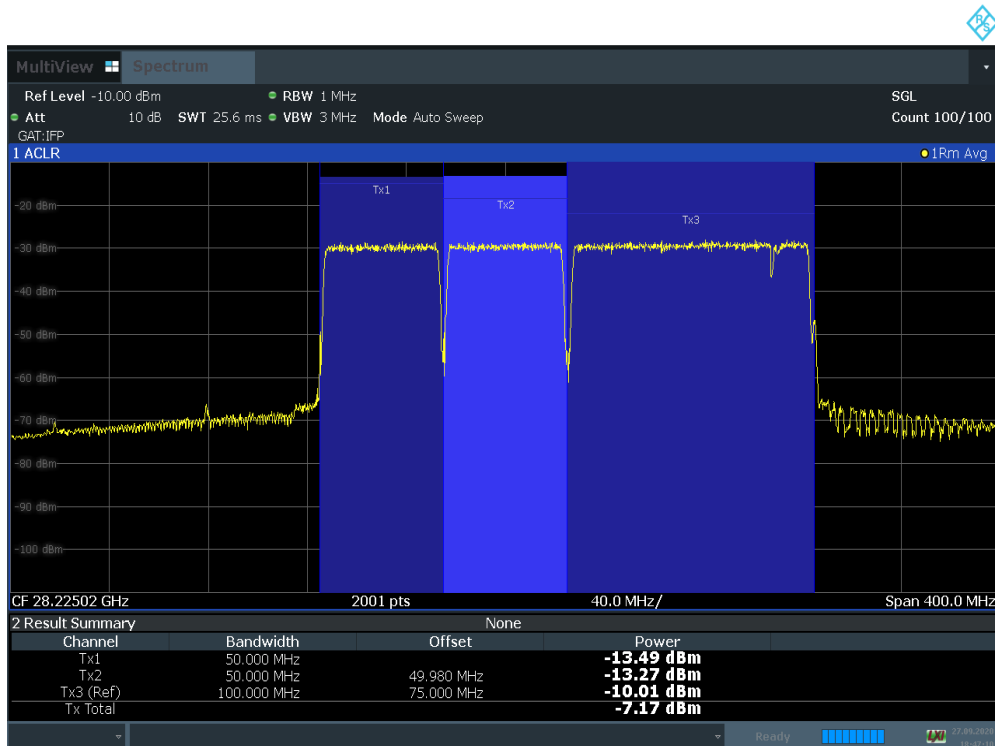 R S
MultiView Spectrum
Ref Level -10.00 dBm RBW 1 MHz SGL
Att 10 dB SWT 25.6 ms VBW 3 MHz Mode Auto Sweep Count 100/100
GAT:IFP
1 ACLR 1Rm Avg
Tx1
Tx2
Tx3
-20 dBm
-30 dBm
-40 dBm
-50 dBm
-60 dBm
-70 dBm
-80 dBm
-90 dBm
-100 dBm
CF 28.22502 GHz 2001 pts 40.0 MHz/ Span 400.0 MHz
2 Result Summary None
Channel Bandwidth Offset Power
Tx1 50.000 MHz -13.49 dBm
Tx2 50.000 MHz 49.980 MHz -13.27 dBm
Tx3 (Ref) 100.000 MHz 75.000 MHz -10.01 dBm
Tx Total -7.17 dBm
Ready LXI 27.09.2020